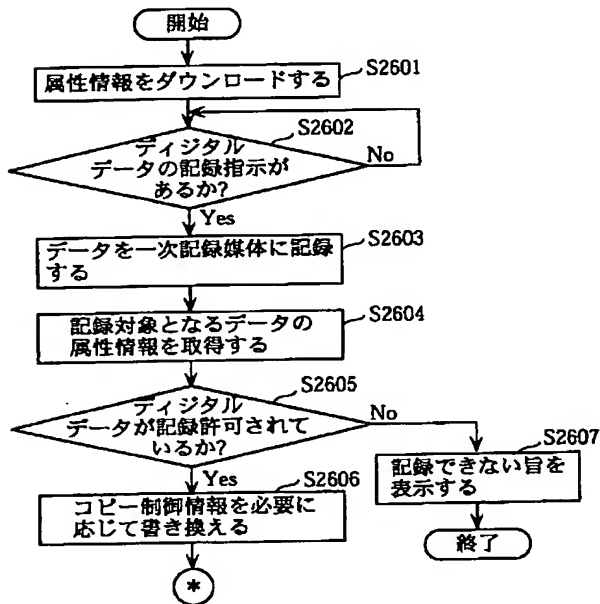 開始
属性情報をダウンロードする
S2601
S2602
ディジタル
データの記録指示が
あるか?
No
Yes
S2603
データを一次記録媒体に記録
する
S2604
記録対象となるデータの
属性情報を取得する
S2605
ディジタル
データが記録許可されて
いるか?
No
Yes
S2607
記録できない目を
表示する
S2606
コピー制御情報を必要に
応じて書き換える
終了
*